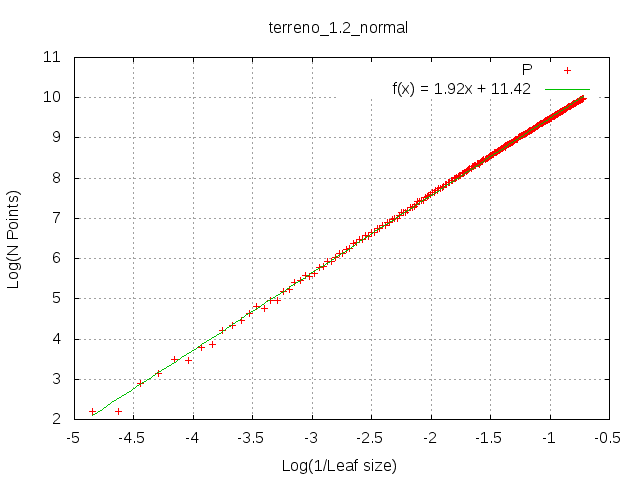 terreno_1.2_normal
11
10
9
8
7
6
5
4
3
2
Log(N Points)
P
f(x) = 1.92x + 11.42
-5 -4.5 -4 -3.5 -3 -2.5 -2 -1.5 -1 -0.5
Log(1/Leaf size)